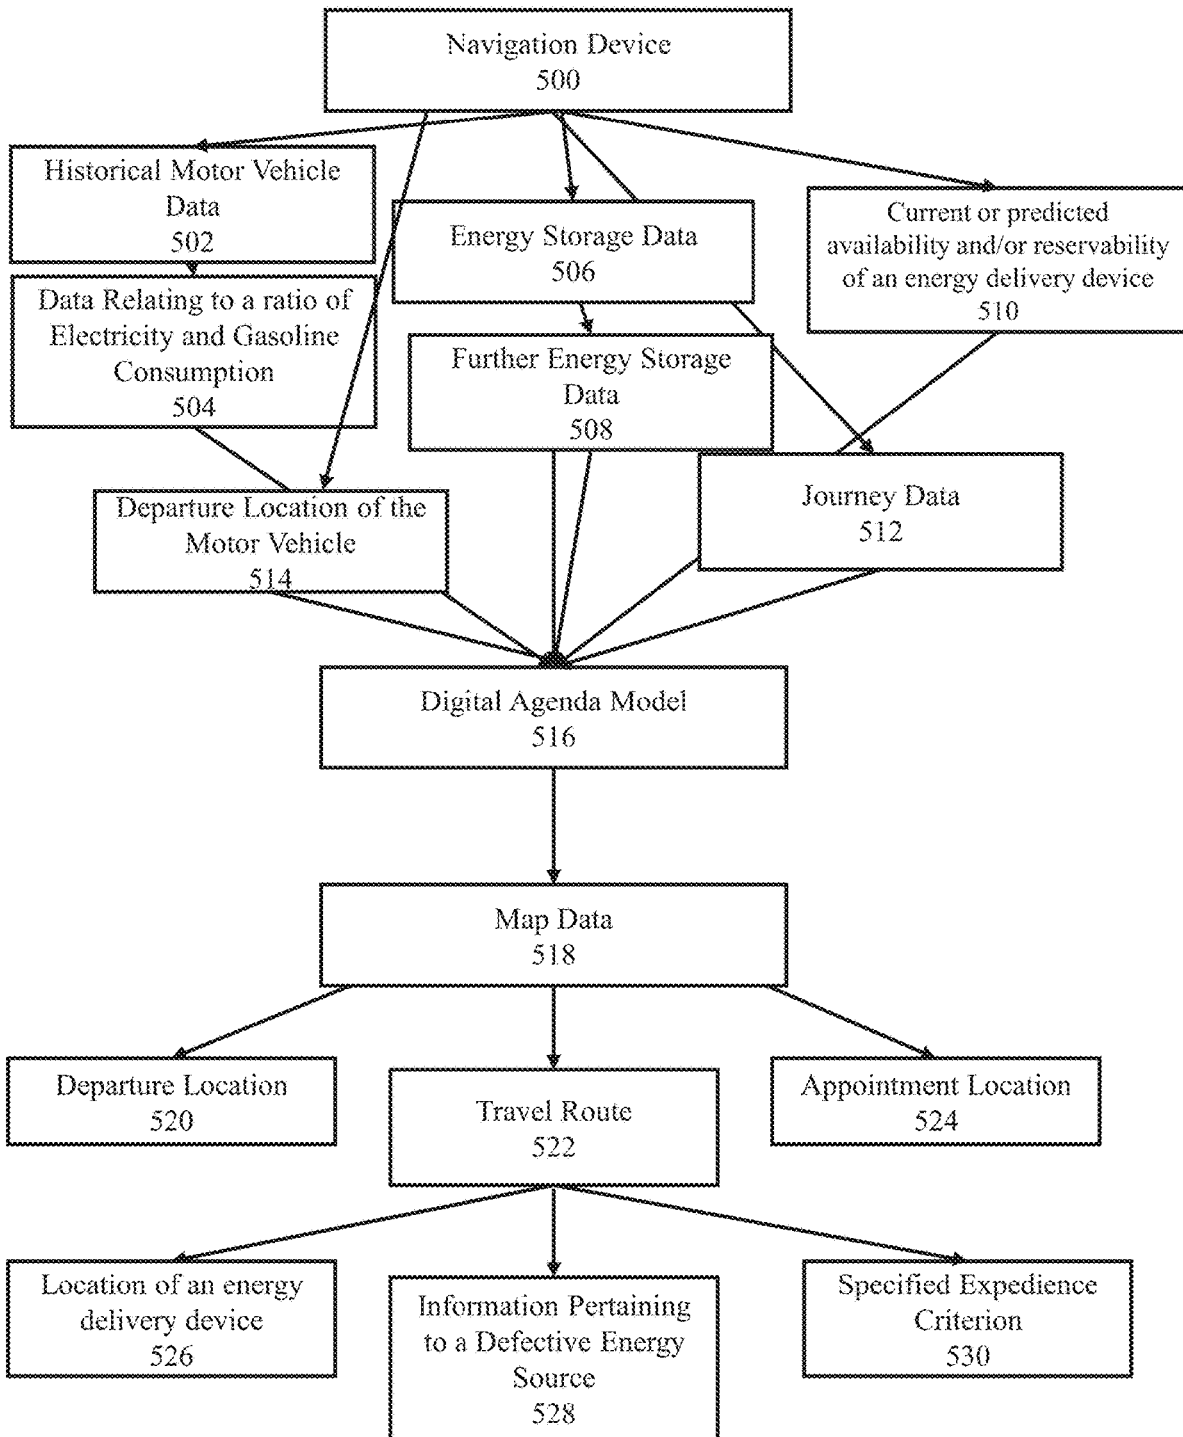 Navigation Device
500
Historical Motor Vehicle
Data
502
Data Relating to a ratio of
Electricity and Gasoline
Consumption
504
Energy Storage Data
506
Further Energy Storage
Data
508
Current or predicted
availability and/or reservability
of an energy delivery device
510
Journey Data
512
Departure Location of the
Motor Vehicle
514
Digital Agenda Model
516
Map Data
518
Departure Location
520
Travel Route
522
Appointment Location
524
Location of an energy
delivery device
526
Information Pertaining
to a Defective Energy
Source
528
Specified Expedience
Criterion
530